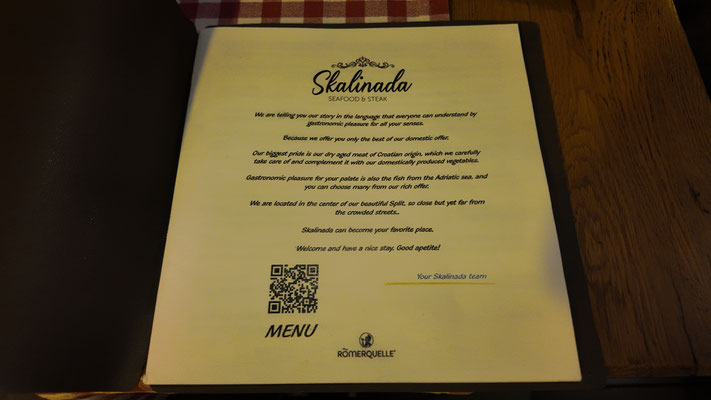 Skalinada
SEAFOOD & STEAK
We are telling you our story in the language that everyone can understand by
gastronomic pleasure for all your senses.
Because we offer you only the best of our domestic offer.
Our biggest pride is our dry aged meat of Croatian origin, which we carefully
take care of and complement it with our domestically produced vegetables.
Gastronomic pleasure for your palate is also the fish from the Adriatic sea, and
you can choose many from our rich offer.
We are located in the center of our beautiful Split, so close but yet far from
the crowded streets..
Skalinada can become your favorite place.
Welcome and have a nice stay. Good apetite!
Your Skalinada team
MENU
RÖMERQUELLE